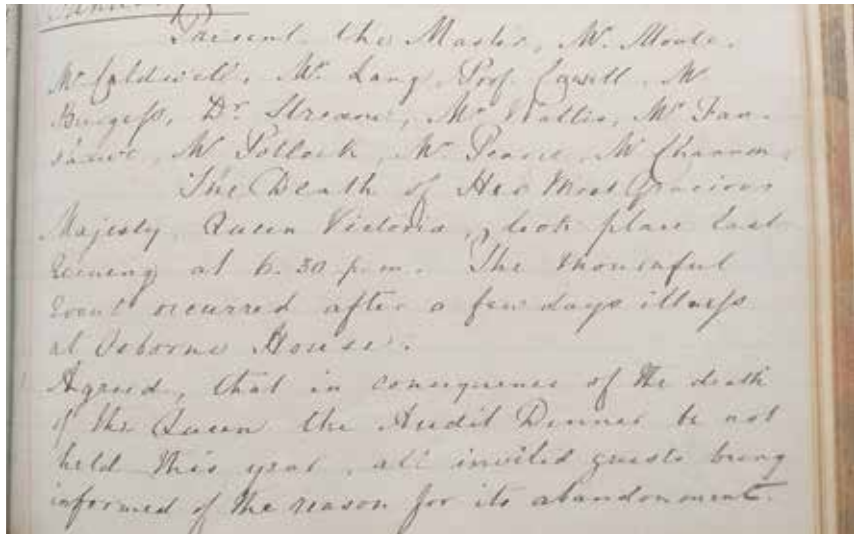 Present the Master, Mr. Moule,
Mr Caldwell, Mr Lang, Prof. Cowell, Mr
Burgess, Dr. Streane, Mr Wallis, Mr Fan-
shawe, Mr Pollock, Mr Pearce, Mr Channon.
The Death of Her Most Gracious
Majesty, Queen Victoria, took place last
Evening at 6.30 p.m. The mournful
Event occurred after a few days illness
at Osborne House.
Agreed, that in consequence of the death
of the Queen the Audit Dinner be not
held this year, all invited guests being
informed of the reason for its abandonment.